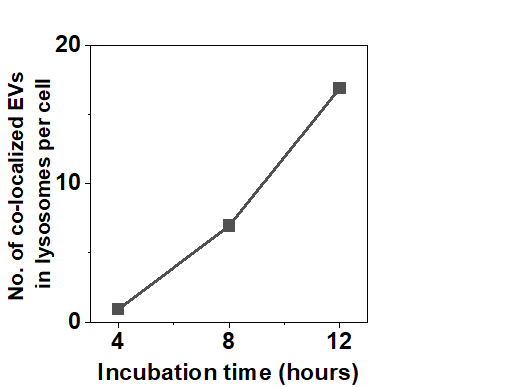 No. of co-localized EVs
in lysosomes per cell
20
10
0
4 8 12
Incubation time (hours)